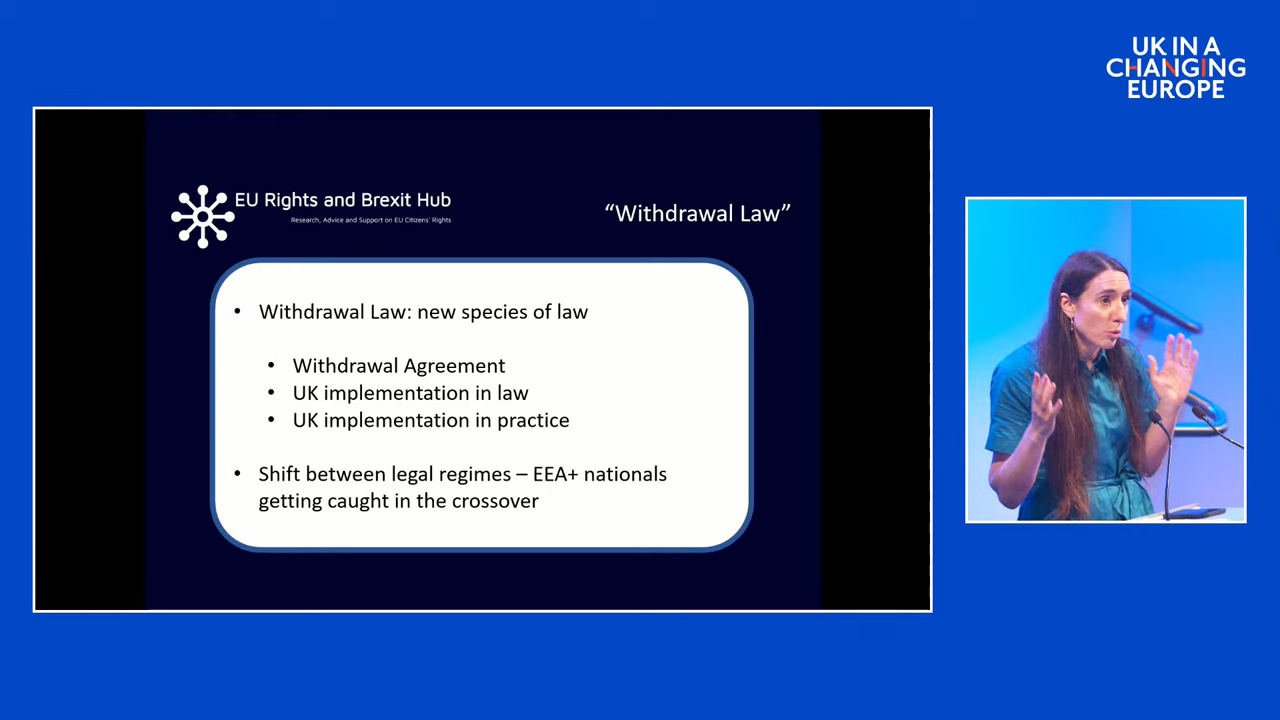 UK IN A
CHANGING
EUROPE
EU Rights and Brexit Hub
Research, Advice and Support on EU Citizens' Rights
“Withdrawal Law”
• Withdrawal Law: new species of law
• Withdrawal Agreement
• UK implementation in law
• UK implementation in practice
• Shift between legal regimes – EEA+ nationals
getting caught in the crossover